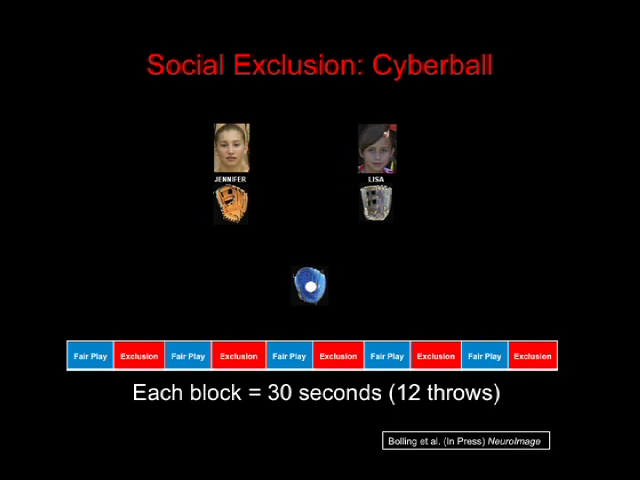 Social Exclusion: Cyberball
JENNIFER LISA
Fair Play Exclusion Fair Play Exclusion Fair Play Exclusion Fair Play Exclusion Fair Play Exclusion
Each block = 30 seconds (12 throws)
Bolling et al. (In Press) NeuroImage